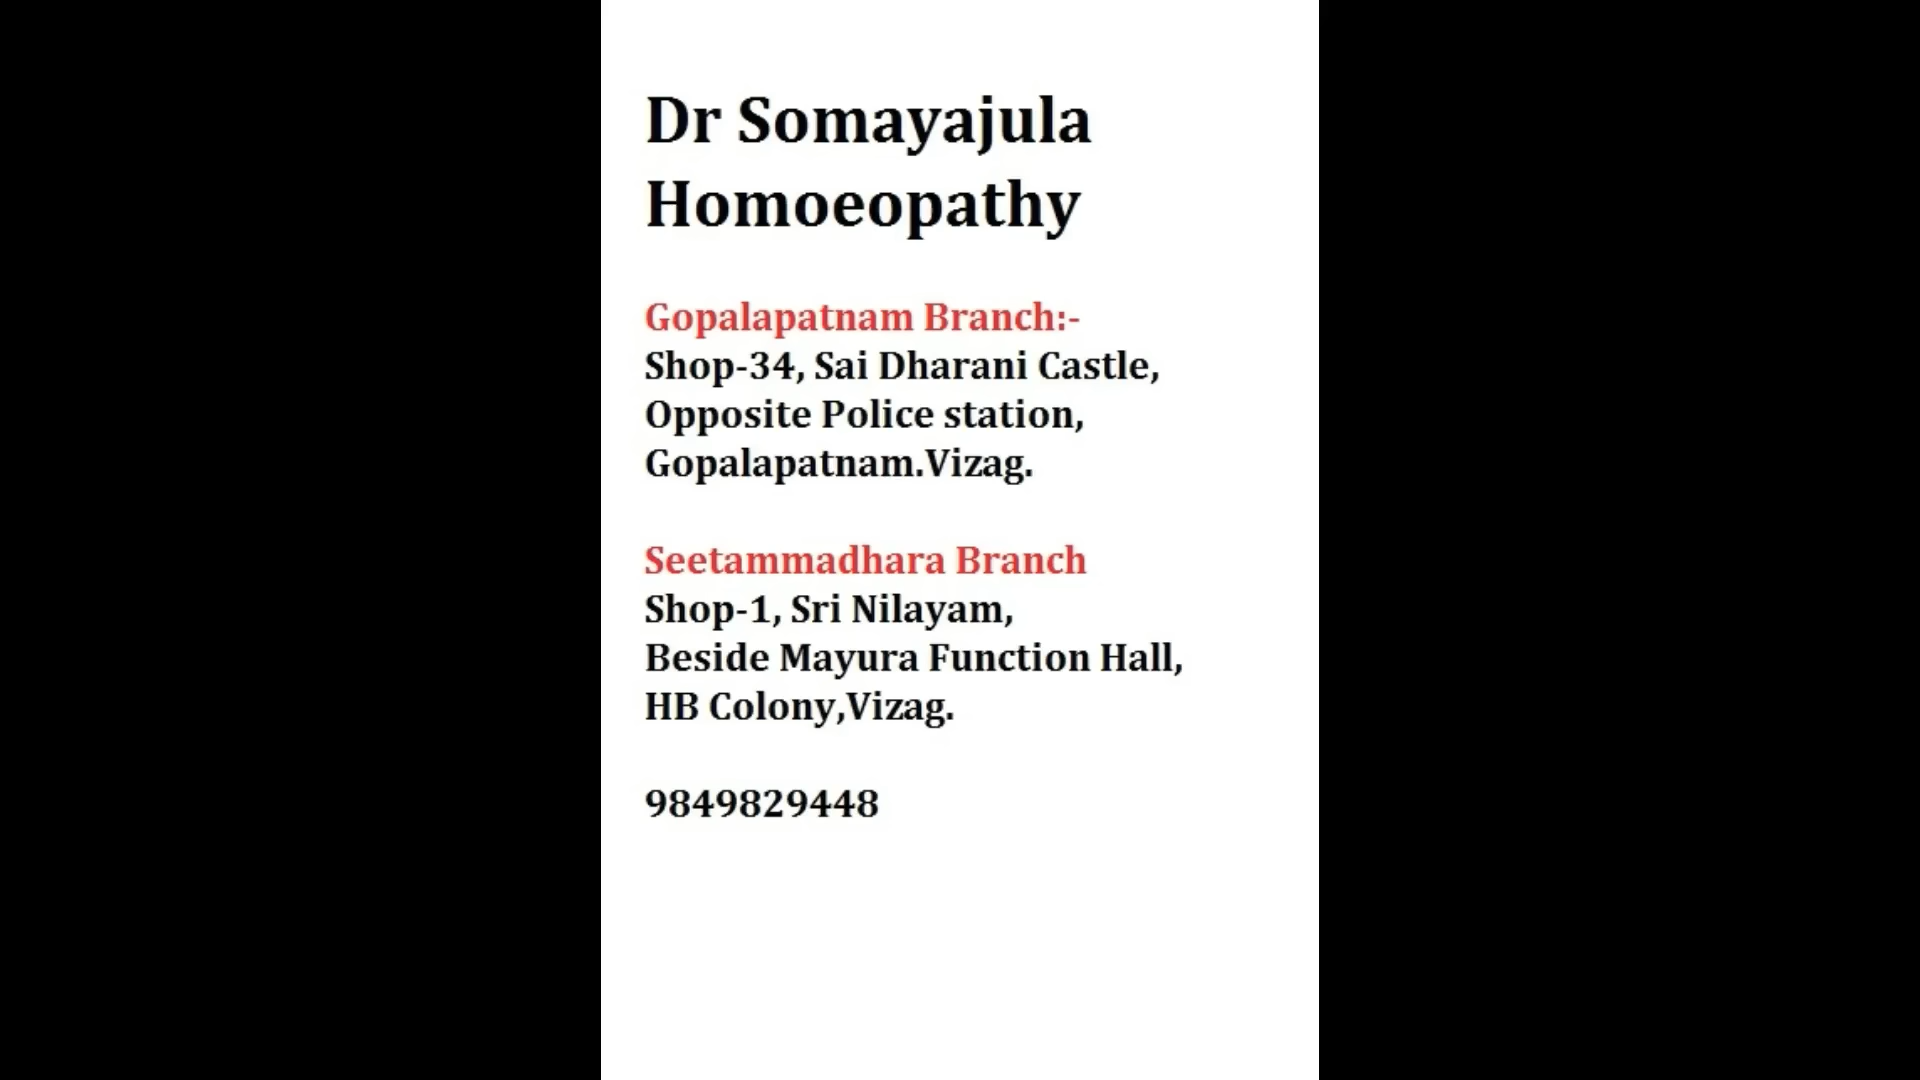 Dr Somayajula
Homoeopathy
Gopalapatnam Branch:-
Shop-34, Sai Dharani Castle,
Opposite Police station,
Gopalapatnam.Vizag.
Seetammadhara Branch
Shop-1, Sri Nilayam,
Beside Mayura Function Hall,
HB Colony,Vizag.
9849829448